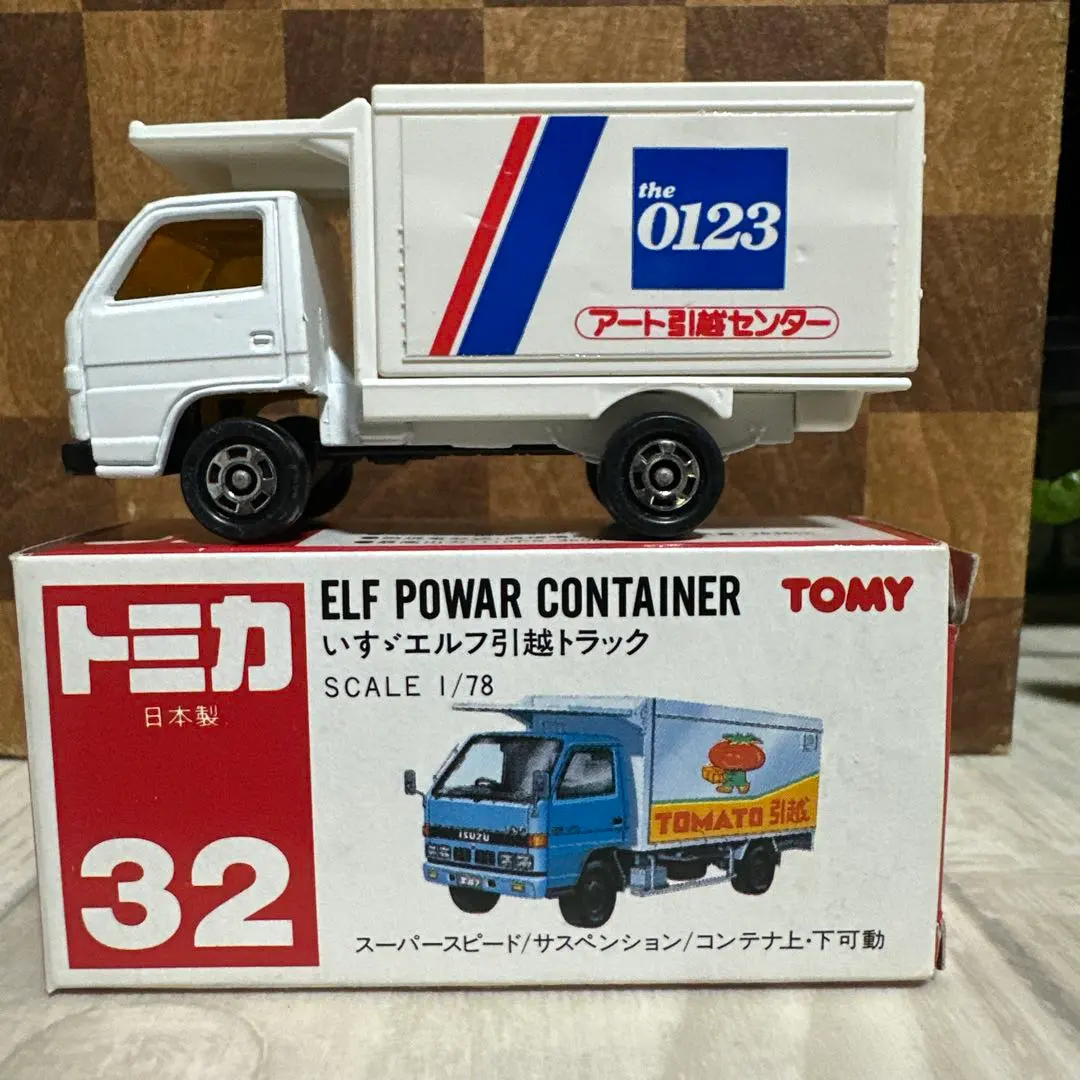 the
0123
アート引越センター
トミカ
日本製
32
ELF POWAR CONTAINER
TOMY
いすゞエルフ引越トラック
SCALE 1/78
ISUZU
TOMATO 引越
スーパースピード/サスペンション/コンテナ上・下可動